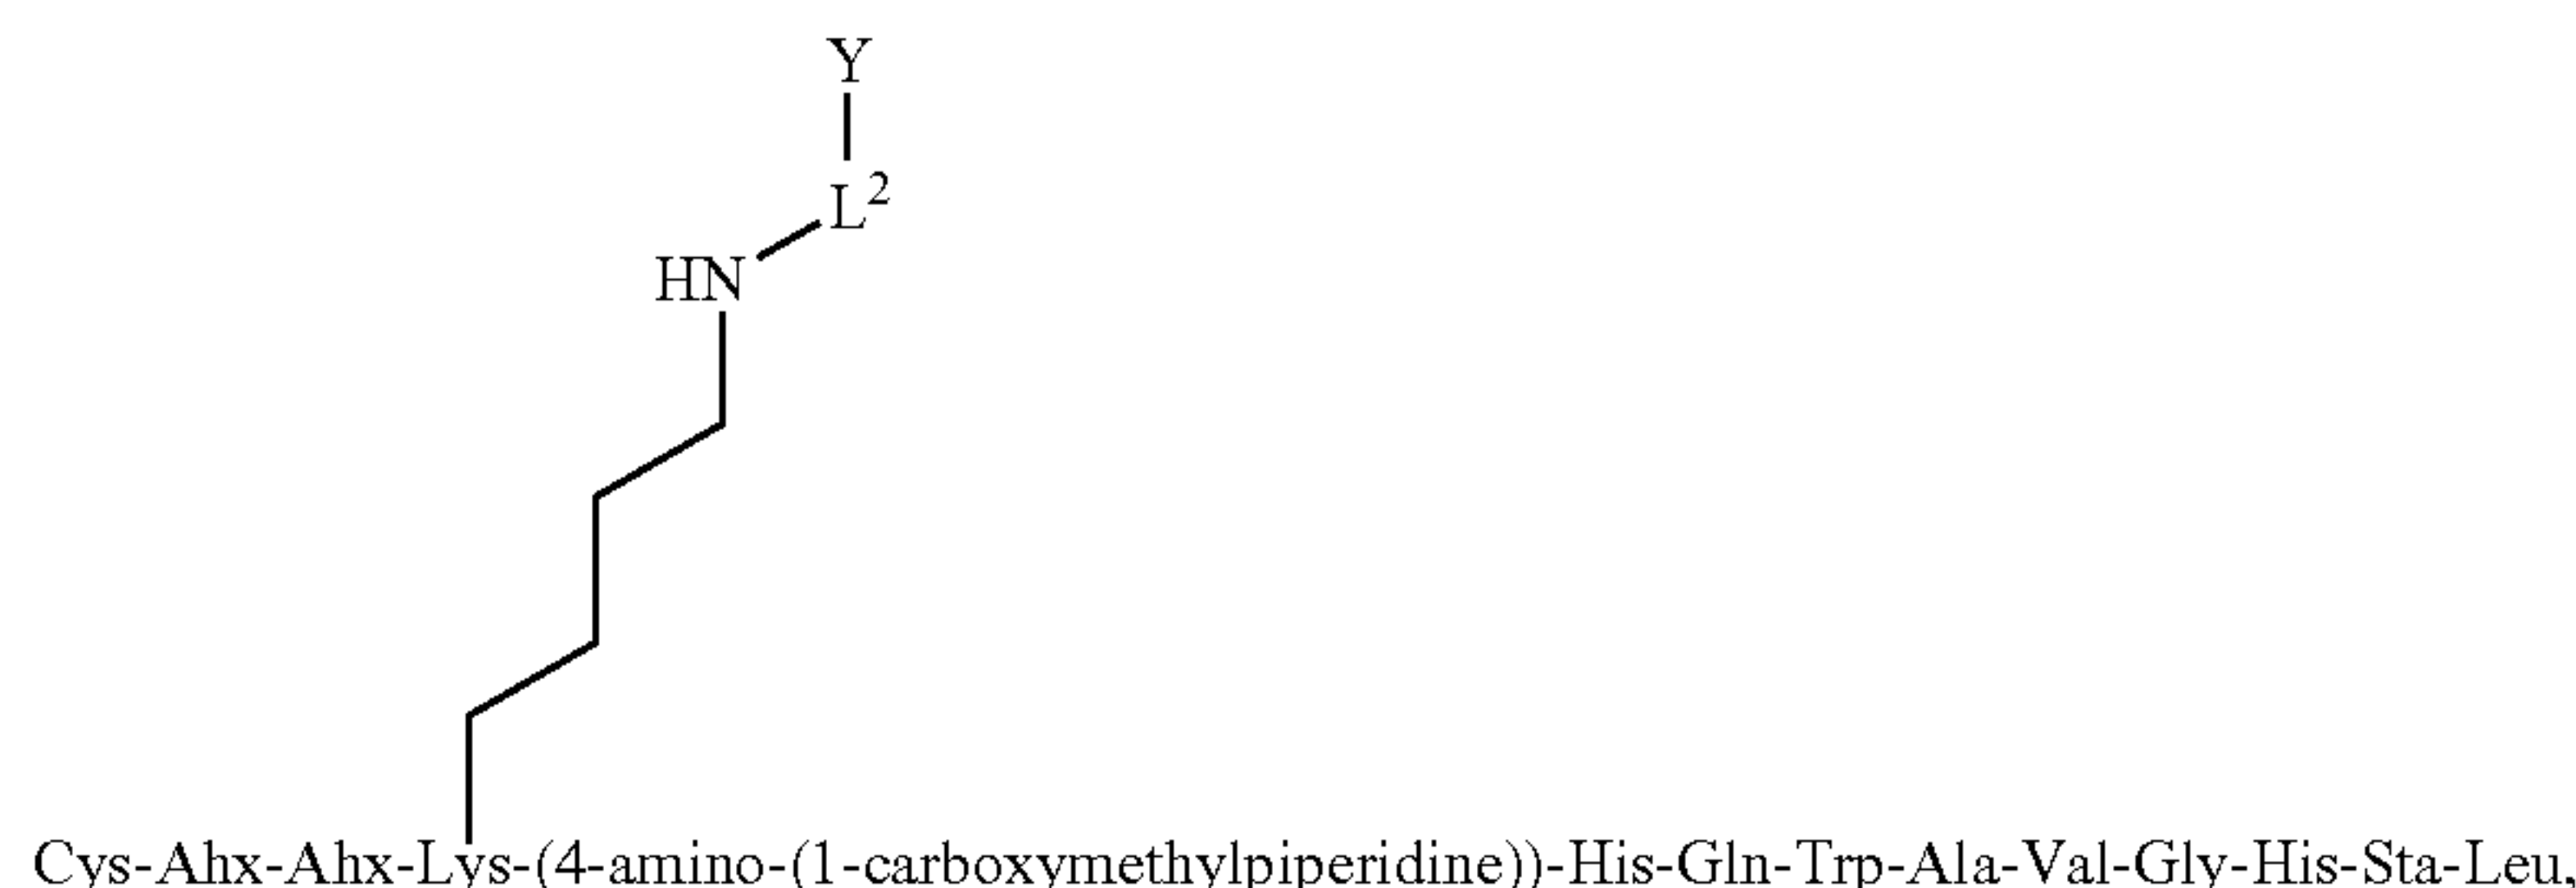 Y
L²
HN
Cys-Ahx-Ahx-Lys-(4-amino-(1-carboxymethylpiperidine))-His-Gln-Trp-Ala-Val-Gly-His-Sta-Leu,